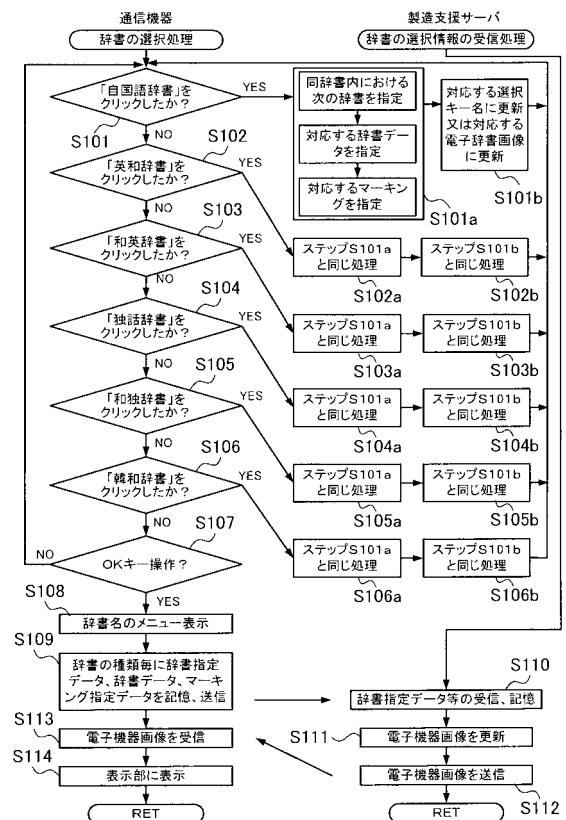 通信機器
製造支援サーバ
辞書の選択処理
辞書の選択情報の受信処理
「自国語辞書」を
クリックしたか?
YES
S101
NO
同辞書内における
次の辞書を指定
対応する辞書デー
タを指定
対応するマーキン
グを指定
S101a
対応する選択
キー名に更新
又は対応する
電子辞書画像
に更新
S101b
S102
「英和辞書」を
クリックしたか?
YES
NO
ステップS101a
と同じ処理
S102a
ステップS101b
と同じ処理
S102b
S103
「和英辞書」を
クリックしたか?
YES
NO
ステップS101a
と同じ処理
S103a
ステップS101b
と同じ処理
S103b
S104
「独話辞書」を
クリックしたか?
YES
NO
ステップS101a
と同じ処理
S104a
ステップS101b
と同じ処理
S104b
S105
「和独辞書」を
クリックしたか?
YES
NO
ステップS101a
と同じ処理
S105a
ステップS101b
と同じ処理
S105b
S106
「韓和辞書」を
クリックしたか?
YES
NO
ステップS101a
と同じ処理
S106a
ステップS101b
と同じ処理
S106b
S107
NO
OKキー操作?
YES
S108
辞書名のメニュー表示
S109
辞書の種類毎に辞書指定
データ、辞書データ、マーキ
ング指定データを記憶、送信
S110
辞書指定データ等の受信、記憶
S113
電子機器画像を受信
S111
電子機器画像を更新
S114
表示部に表示
電子機器画像を送信
S112
RET
RET